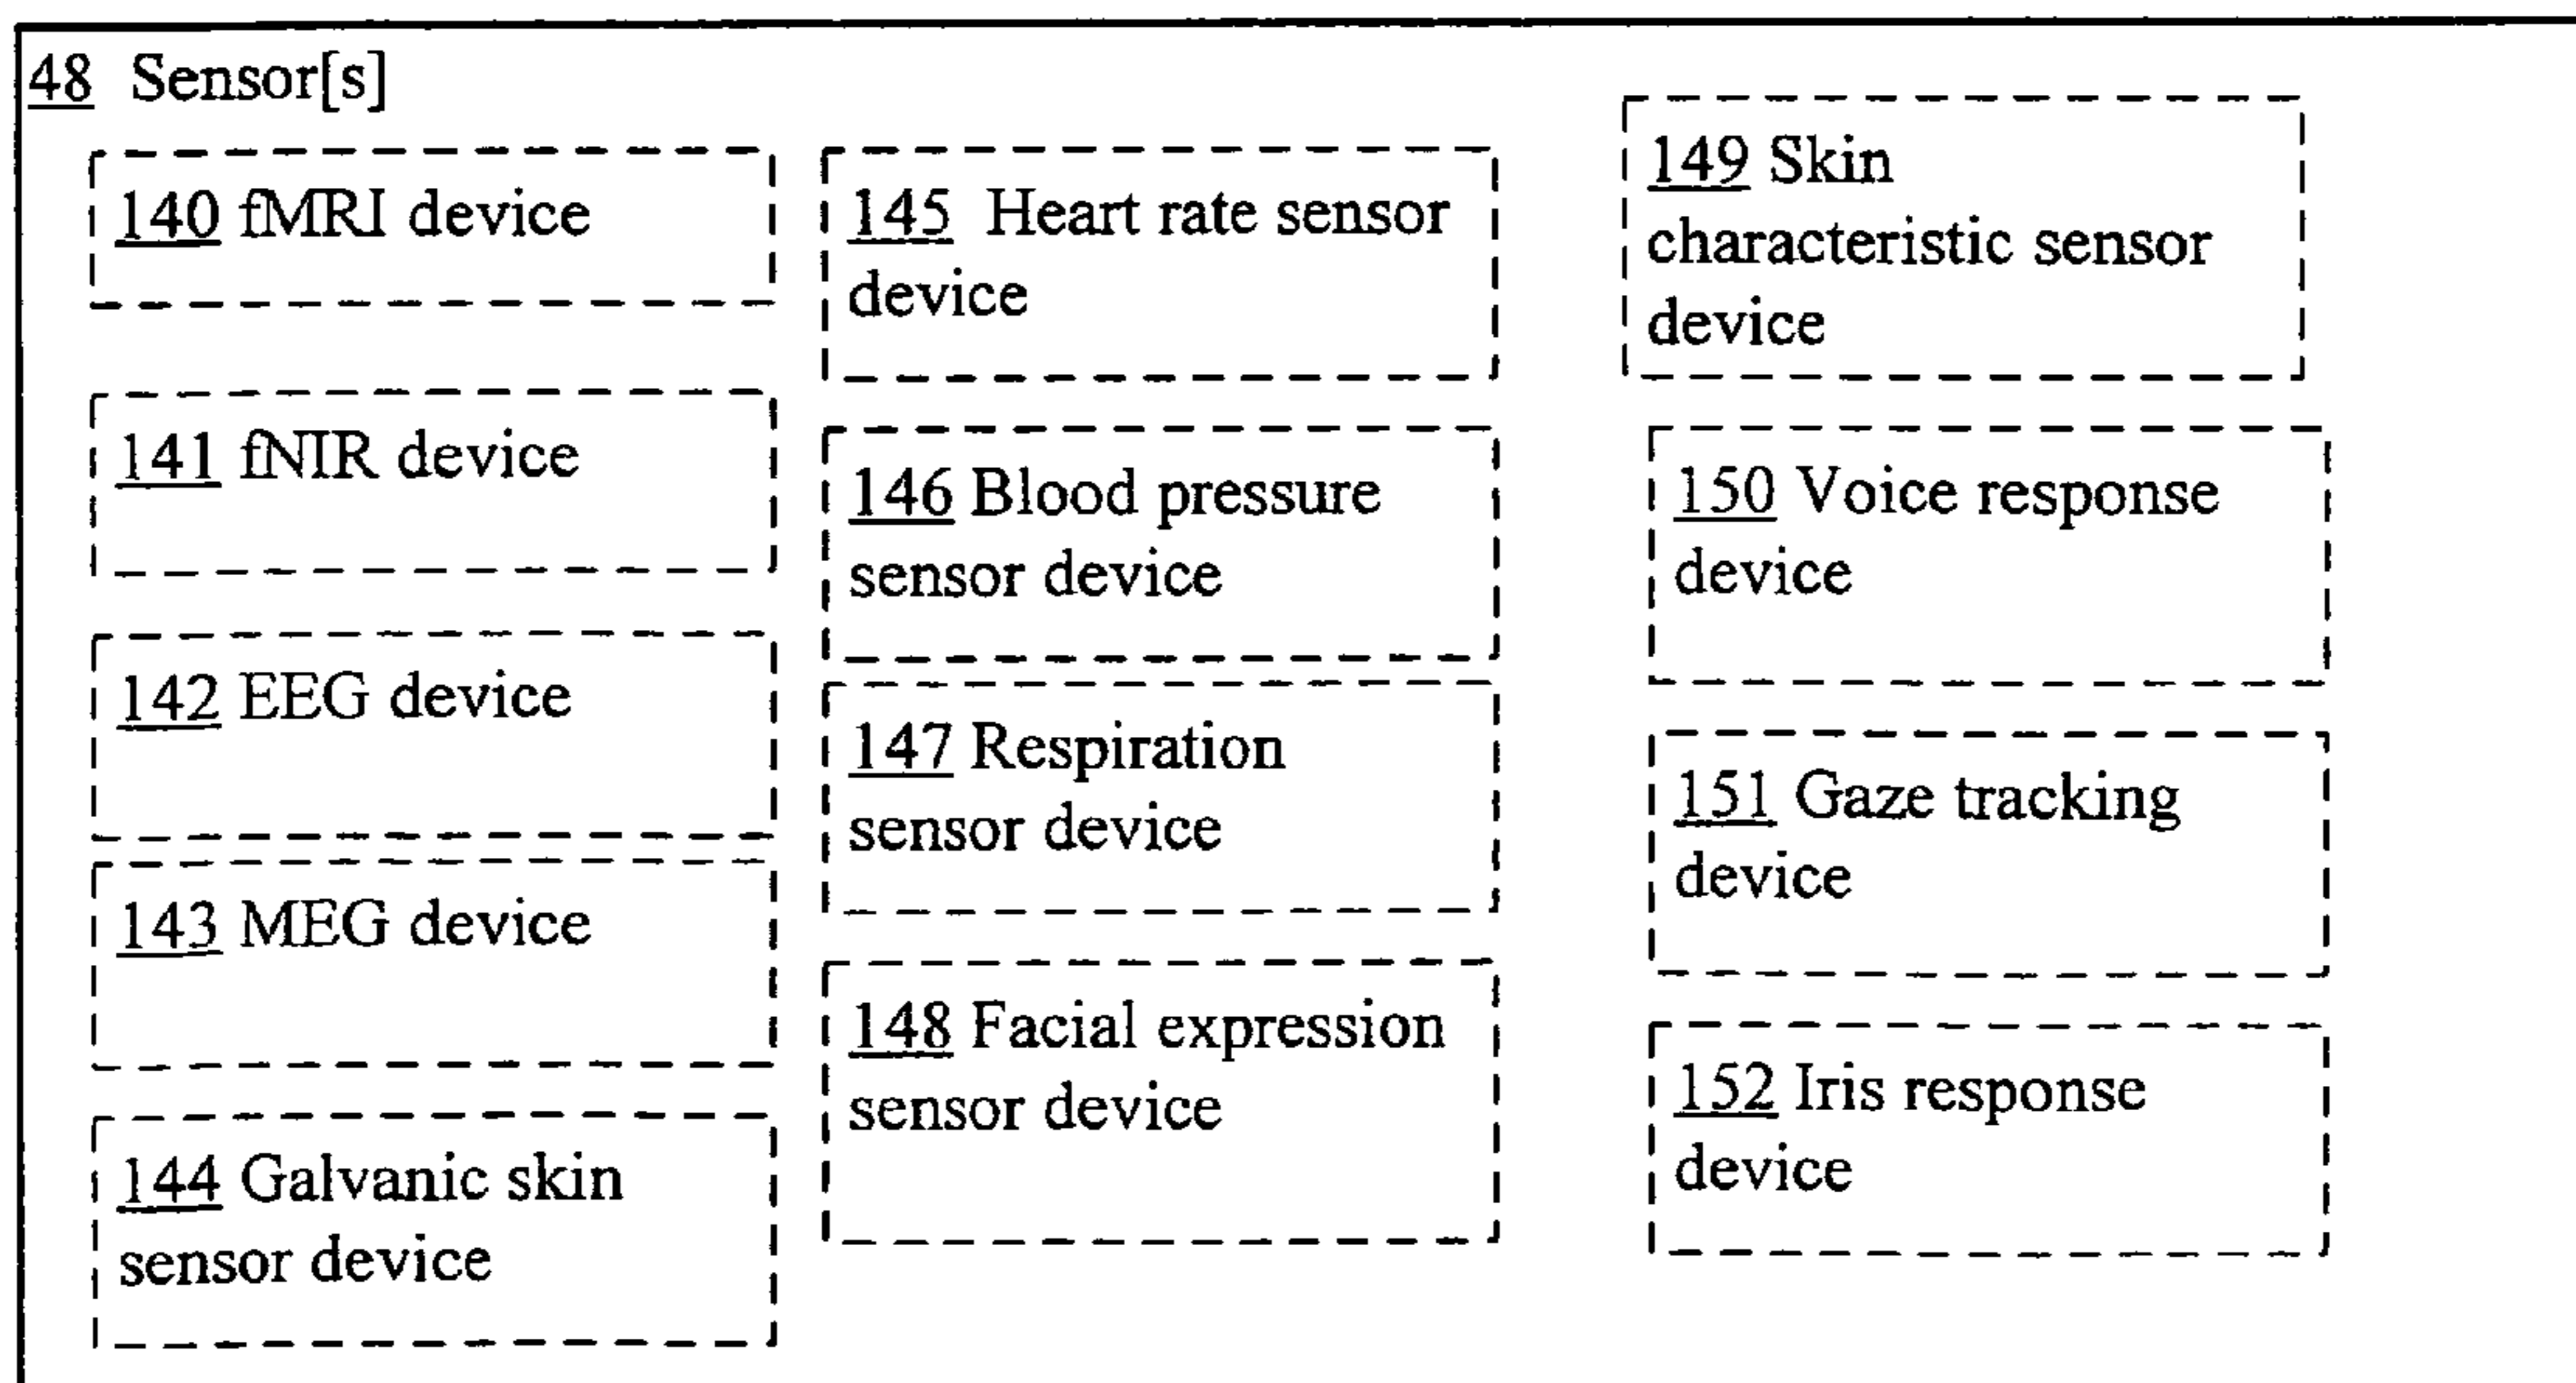 48 Sensor[s]
140 fMRI device
141 fNIR device
142 EEG device
143 MEG device
144 Galvanic skin
sensor device
145 Heart rate sensor
device
146 Blood pressure
sensor device
147 Respiration
sensor device
148 Facial expression
sensor device
149 Skin
characteristic sensor
device
150 Voice response
device
151 Gaze tracking
device
152 Iris response
device